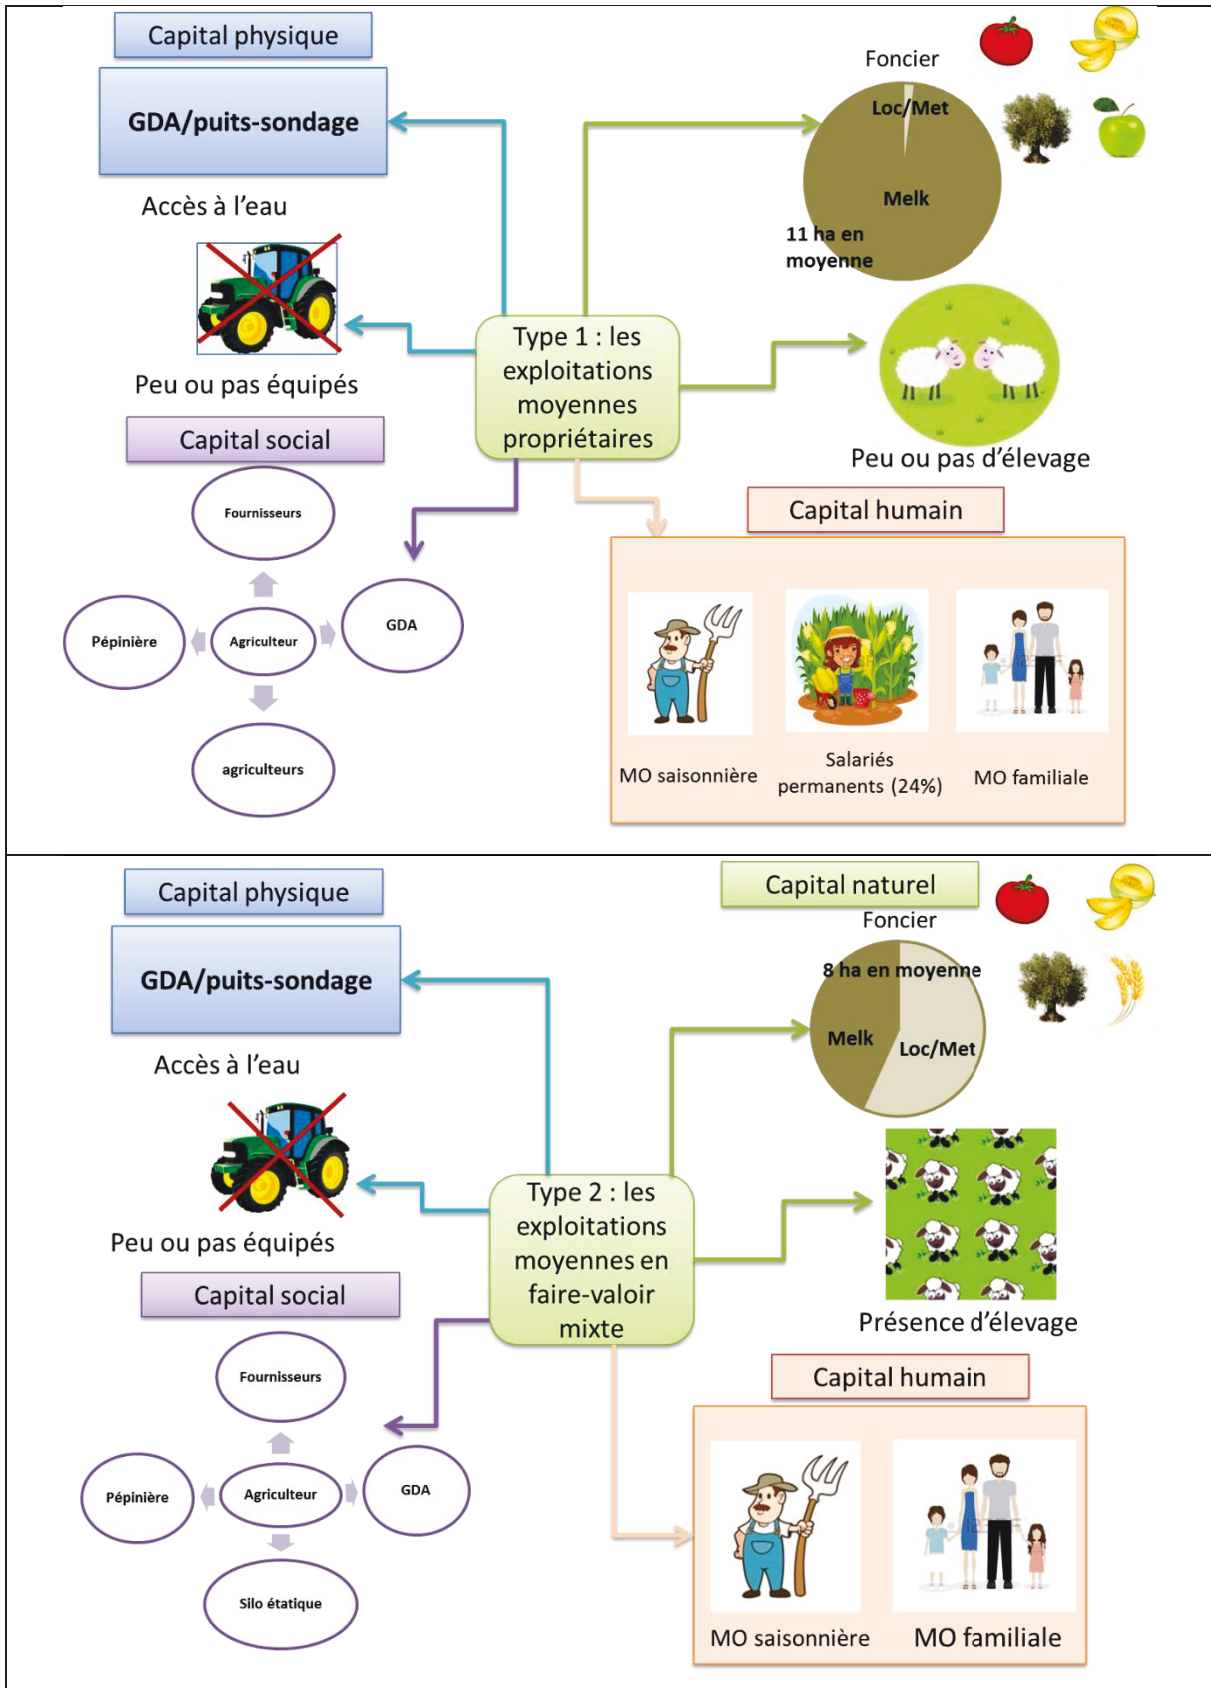 Capital physique
GDA/puits-sondage
Accès à l’eau
Peu ou pas équipés
Capital social
Fournisseurs
Pépinière
Agriculteur
GDA
agriculteurs
Type 1 : les
exploitations
moyennes
propriétaires
Foncier
Loc/Met
Melk
11 ha en
moyenne
Peu ou pas d’élevage
Capital humain
MO saisonnière
Salariés
permanents (24%)
MO familiale
Capital physique
GDA/puits-sondage
Accès à l’eau
Peu ou pas équipés
Capital social
Fournisseurs
Pépinière
Agriculteur
GDA
Silo étatique
Type 2 : les
exploitations
moyennes en
faire-valoir
mixte
Capital naturel
Foncier
8 ha en moyenne
Melk
Loc/Met
Présence d’élevage
Capital humain
MO saisonnière
MO familiale